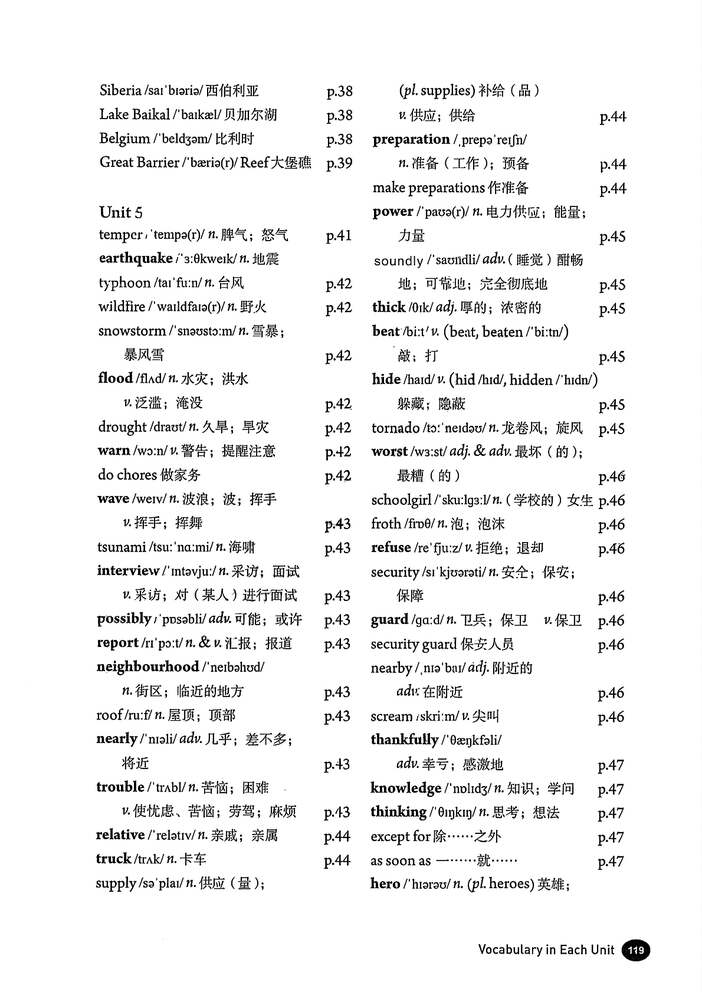 Siberia /saɪˈbɪəriə/ 西伯利亚 p.38
Lake Baikal /ˈbaɪkæl/ 贝加尔湖 p.38
Belgium /ˈbeldʒəm/ 比利时 p.38
Great Barrier /ˈbæriə(r)/ Reef 大堡礁 p.39
Unit 5
temper /ˈtempə(r)/ n. 脾气；怒气 p.41
earthquake /ˈɜːθkweɪk/ n. 地震 p.42
typhoon /taɪˈfuːn/ n. 台风 p.42
wildfire /ˈwaɪldfaɪə(r)/ n. 野火 p.42
snowstorm /ˈsnəʊstɔːm/ n. 雪暴；
暴风雪 p.42
flood /flʌd/ n. 水灾；洪水
v. 泛滥；淹没 p.42
drought /draʊt/ n. 久旱；旱灾 p.42
warn /wɔːn/ v. 警告；提醒注意 p.42
do chores 做家务 p.42
wave /weɪv/ n. 波浪；波；挥手
v. 挥手；挥舞 p.43
tsunami /tsuːˈnɑːmi/ n. 海啸 p.43
interview /ˈɪntəvjuː/ n. 采访；面试
v. 采访；对（某人）进行面试 p.43
possibly /ˈpɒsəbli/ adv. 可能；或许 p.43
report /rɪˈpɔːt/ n. & v. 汇报；报道 p.43
neighbourhood /ˈneɪbəhʊd/
n. 街区；临近的地方 p.43
roof /ruːf/ n. 屋顶；顶部 p.43
nearly /ˈnɪəli/ adv. 几乎；差不多；
将近 p.43
trouble /ˈtrʌbl/ n. 苦恼；困难
v. 使忧虑、苦恼；劳驾；麻烦 p.43
relative /ˈrelətɪv/ n. 亲戚；亲属 p.44
truck /trʌk/ n. 卡车 p.44
supply /səˈplaɪ/ n. 供应（量）；
(pl. supplies) 补给（品）
v. 供应；供给 p.44
preparation /ˌprepəˈreɪʃn/
n. 准备（工作）；预备 p.44
make preparations 作准备 p.44
power /ˈpaʊə(r)/ n. 电力供应；能量；
力量 p.45
soundly /ˈsaʊndli/ adv.（睡觉）酣畅
地；可靠地；完全彻底地 p.45
thick /θɪk/ adj. 厚的；浓密的 p.45
beat /biːt/ v. (beat, beaten /ˈbiːtn/)
敲；打 p.45
hide /haɪd/ v. (hid /hɪd/, hidden /ˈhɪdn/)
躲藏；隐蔽 p.45
tornado /tɔːˈneɪdəʊ/ n. 龙卷风；旋风 p.45
worst /wɜːst/ adj. & adv. 最坏（的）；
最糟（的） p.46
schoolgirl /ˈskuːlgɜːl/ n.（学校的）女生 p.46
froth /frɒθ/ n. 泡；泡沫 p.46
refuse /reˈfjuːz/ v. 拒绝；退却 p.46
security /sɪˈkjʊərəti/ n. 安全；保安；
保障 p.46
guard /gɑːd/ n. 卫兵；保卫 v. 保卫 p.46
security guard 保安人员 p.46
nearby /ˌnɪəˈbaɪ/ adj. 附近的
adv. 在附近 p.46
scream /skriːm/ v. 尖叫 p.46
thankfully /ˈθæŋkfəli/
adv. 幸亏；感激地 p.47
knowledge /ˈnɒlɪdʒ/ n. 知识；学问 p.47
thinking /ˈθɪŋkɪŋ/ n. 思考；想法 p.47
except for 除……之外 p.47
as soon as 一……就…… p.47
hero /ˈhɪərəʊ/ n. (pl. heroes) 英雄；
Vocabulary in Each Unit 119